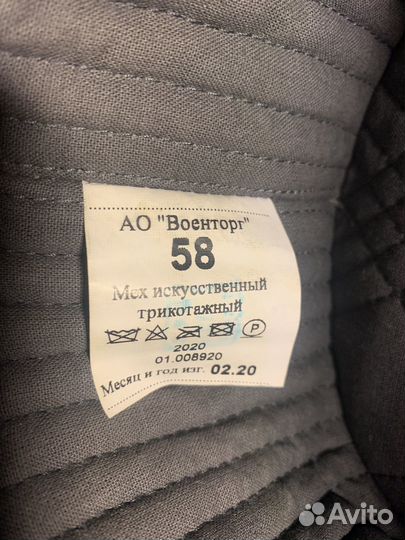 АО "Военторг"
58
Мех искусственный
трикотажный
P
2020
01.008920
Месяц и год изг. 02.20
Avito